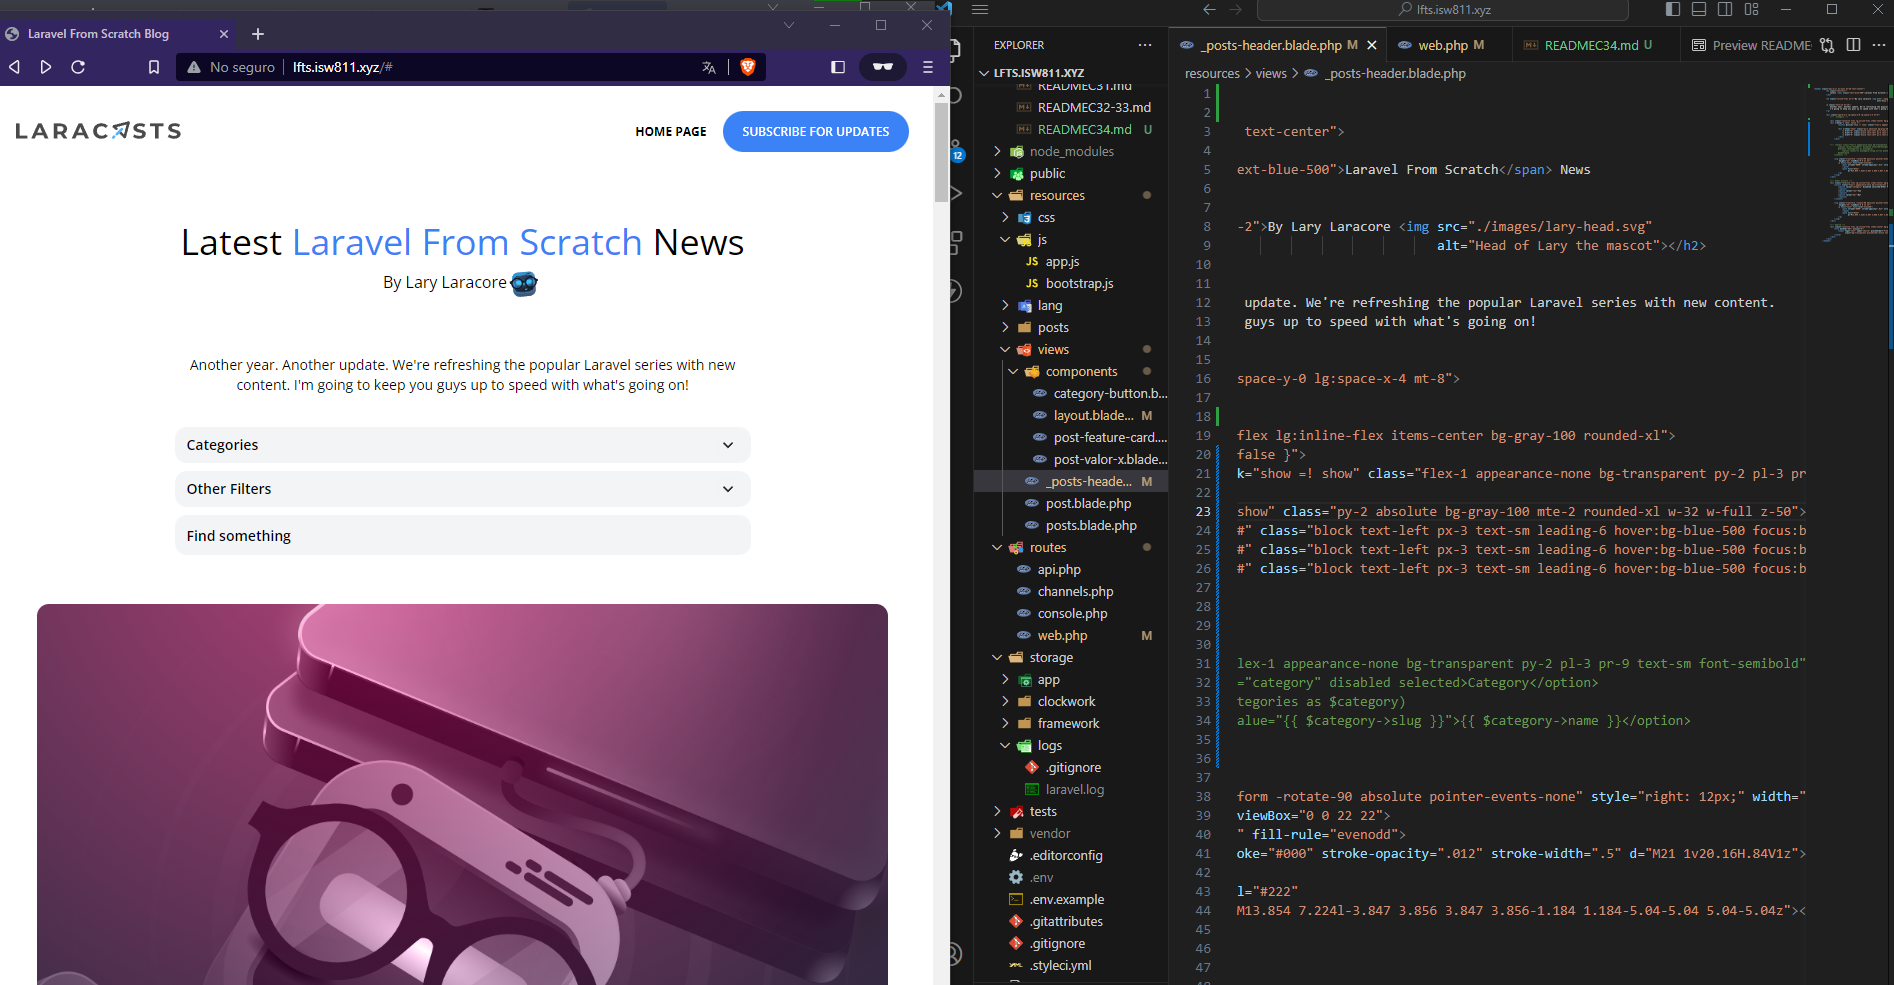 Laravel From Scratch Blog
No seguro
lfts.isw811.xyz/#
LARACASTS
HOME PAGE
SUBSCRIBE FOR UPDATES
Latest Laravel From Scratch News
By Lary Laracore
Another year. Another update. We're refreshing the popular Laravel series with new
content. I'm going to keep you guys up to speed with what's going on!
Categories
Other Filters
Find something
lfts.isw811.xyz
12
EXPLORER
LFTS.ISW811.XYZ
READMEC31.md
READMEC32-33.md
READMEC34.md U
node_modules
public
resources
css
js
JS app.js
JS bootstrap.js
lang
posts
views
components
category-button.b...
layout.blade... M
post-feature-card....
post-valor-x.blade...
_posts-heade... M
post.blade.php
posts.blade.php
routes
api.php
channels.php
console.php
web.php M
storage
app
clockwork
framework
logs
.gitignore
laravel.log
tests
vendor
.editorconfig
.env
.env.example
.gitattributes
.gitignore
.styleci.yml
_posts-header.blade.php M
web.php M
READMEC34.md U
Preview README
resources > views > _posts-header.blade.php
1
2
3 text-center">
4
5 ext-blue-500">Laravel From Scratch</span> News
6
7
8 -2">By Lary Laracore <img src="./images/lary-head.svg"
9 alt="Head of Lary the mascot"></h2>
10
11
12 update. We're refreshing the popular Laravel series with new content.
13 guys up to speed with what's going on!
14
15
16 space-y-0 lg:space-x-4 mt-8">
17
18
19 flex lg:inline-flex items-center bg-gray-100 rounded-xl">
20 false }">
21 k="show =! show" class="flex-1 appearance-none bg-transparent py-2 pl-3 pr
22
23 show" class="py-2 absolute bg-gray-100 mte-2 rounded-xl w-32 w-full z-50">
24 #" class="block text-left px-3 text-sm leading-6 hover:bg-blue-500 focus:b
25 #" class="block text-left px-3 text-sm leading-6 hover:bg-blue-500 focus:b
26 #" class="block text-left px-3 text-sm leading-6 hover:bg-blue-500 focus:b
27
28
29
30
31 lex-1 appearance-none bg-transparent py-2 pl-3 pr-9 text-sm font-semibold"
32 ="category" disabled selected>Category</option>
33 tegories as $category)
34 alue="{{ $category->slug }}">{{ $category->name }}</option>
35
36
37
38 form -rotate-90 absolute pointer-events-none" style="right: 12px;" width="
39 viewBox="0 0 22 22">
40 " fill-rule="evenodd">
41 oke="#000" stroke-opacity=".012" stroke-width=".5" d="M21 1v20.16H.84V1z">
42
43 l="#222"
44 M13.854 7.224l-3.847 3.856 3.847 3.856-1.184 1.184-5.04-5.04 5.04-5.04z"><
45
46
47